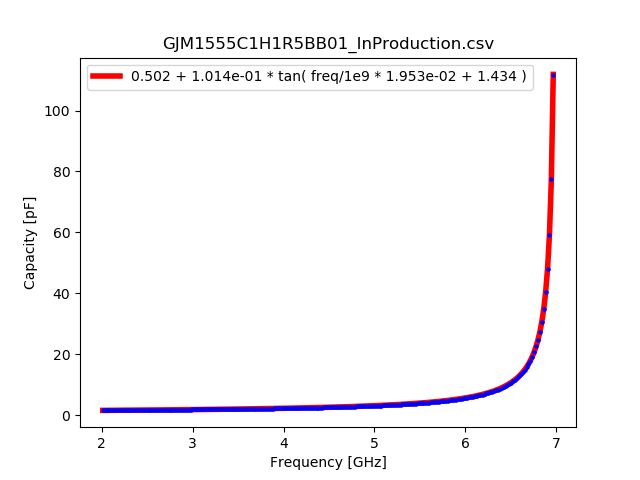 GJM1555C1H1R5BB01_InProduction.csv
0.502 + 1.014e-01 * tan( freq/1e9 * 1.953e-02 + 1.434 )
100
80
60
40
20
0
Capacity [pF]
2 3 4 5 6 7
Frequency [GHz]